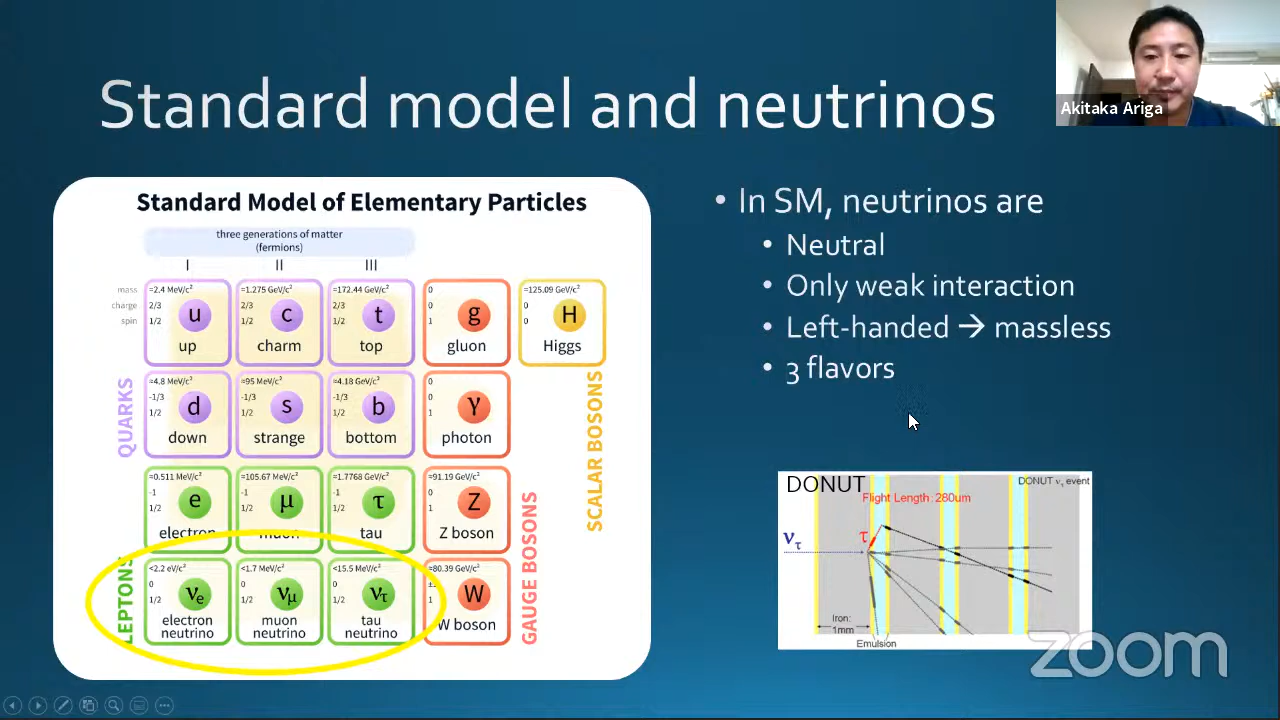 Standard model and neutrinos
Akitaka Ariga
Standard Model of Elementary Particles
three generations of matter
(fermions)
I II III
mass
charge
spin
≈2.4 MeV/c²
2/3
1/2
u
up
≈1.275 GeV/c²
2/3
1/2
c
charm
≈172.44 GeV/c²
2/3
1/2
t
top
0
0
1
g
gluon
≈125.09 GeV/c²
0
0
H
Higgs
QUARKS
≈4.8 MeV/c²
-1/3
1/2
d
down
≈95 MeV/c²
-1/3
1/2
s
strange
≈4.18 GeV/c²
-1/3
1/2
b
bottom
0
0
1
γ
photon
SCALAR BOSONS
≈0.511 MeV/c²
-1
1/2
e
electron
≈105.67 MeV/c²
-1
1/2
μ
muon
≈1.7768 GeV/c²
-1
1/2
τ
tau
≈91.19 GeV/c²
0
1
Z
Z boson
GAUGE BOSONS
LEPTONS
<2.2 eV/c²
0
1/2
νe
electron
neutrino
<1.7 MeV/c²
0
1/2
νμ
muon
neutrino
<15.5 MeV/c²
0
1/2
ντ
tau
neutrino
≈80.39 GeV/c²
1
W
W boson
• In SM, neutrinos are
• Neutral
• Only weak interaction
• Left-handed → massless
• 3 flavors
DONUT
DONUT ντ event
Flight Length: 280um
ντ
τ
Iron:
1mm
Emulsion
zoom